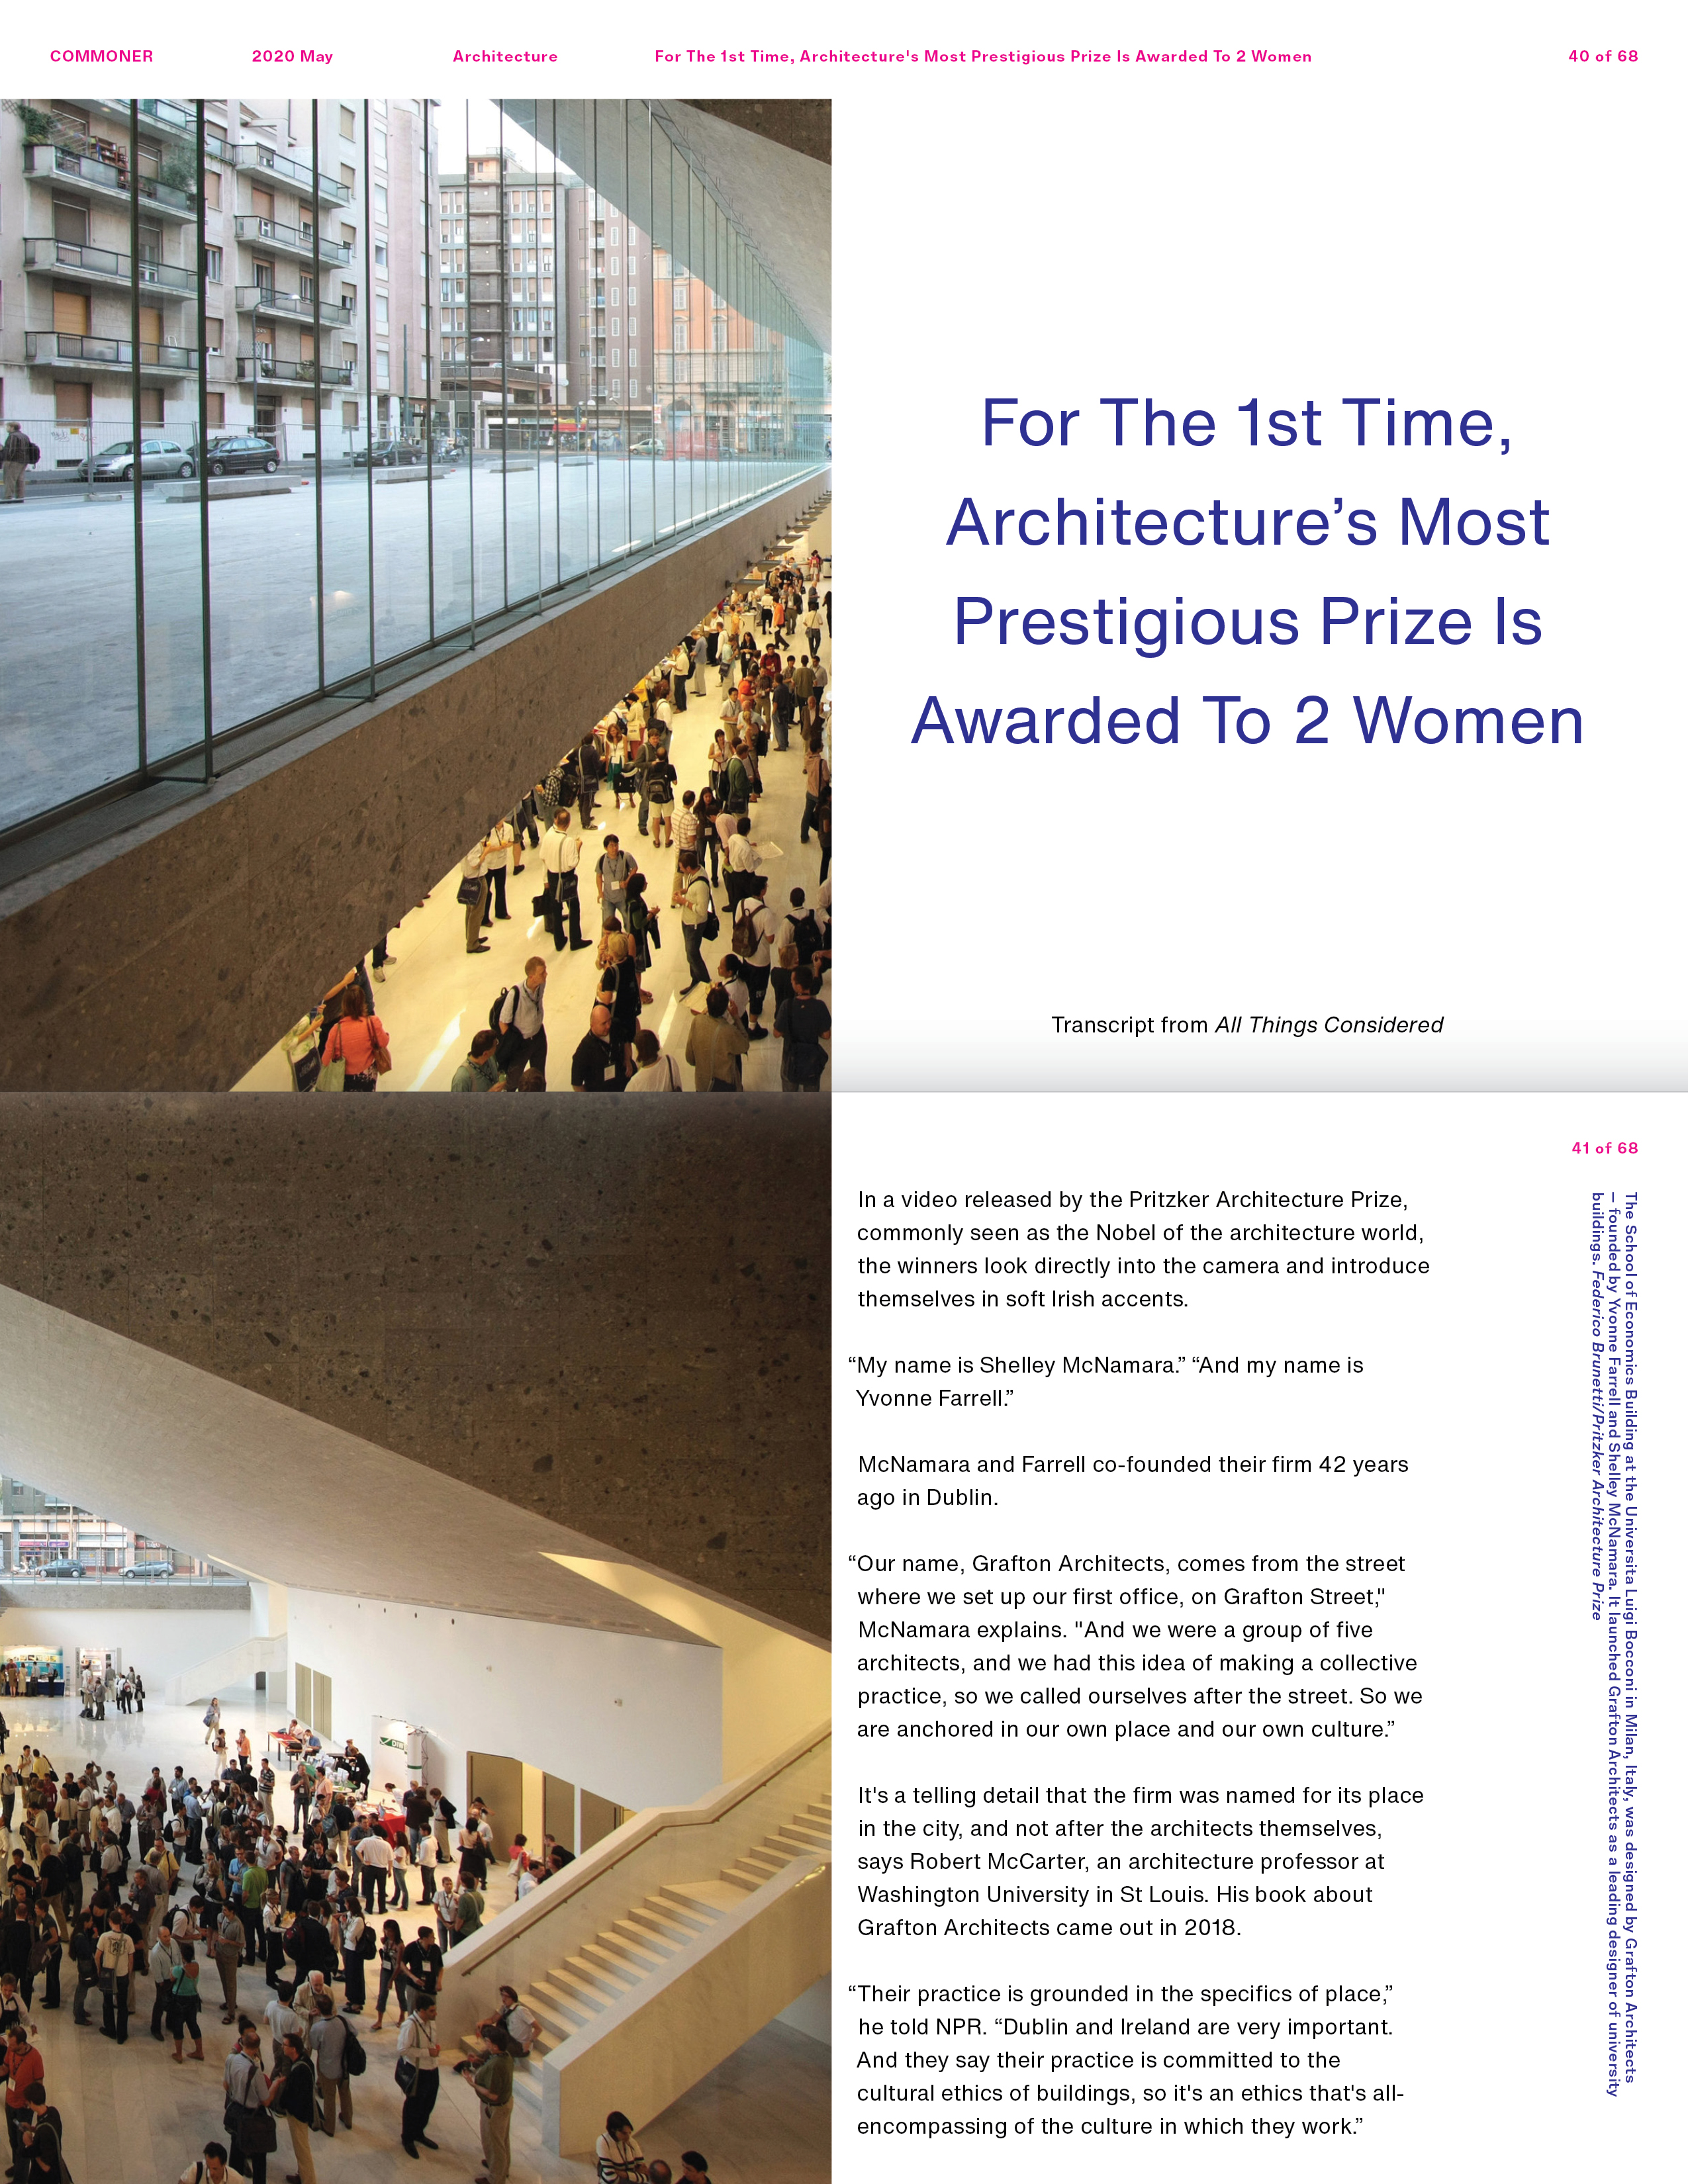 COMMONER 2020 May Architecture For The 1st Time, Architecture's Most Prestigious Prize Is Awarded To 2 Women 40 of 68
For The 1st Time,
Architecture’s Most
Prestigious Prize Is
Awarded To 2 Women
Transcript from All Things Considered
41 of 68
In a video released by the Pritzker Architecture Prize,
commonly seen as the Nobel of the architecture world,
the winners look directly into the camera and introduce
themselves in soft Irish accents.
“My name is Shelley McNamara.” “And my name is
Yvonne Farrell.”
McNamara and Farrell co-founded their firm 42 years
ago in Dublin.
“Our name, Grafton Architects, comes from the street
where we set up our first office, on Grafton Street,"
McNamara explains. "And we were a group of five
architects, and we had this idea of making a collective
practice, so we called ourselves after the street. So we
are anchored in our own place and our own culture.”
It's a telling detail that the firm was named for its place
in the city, and not after the architects themselves,
says Robert McCarter, an architecture professor at
Washington University in St Louis. His book about
Grafton Architects came out in 2018.
“Their practice is grounded in the specifics of place,”
he told NPR. “Dublin and Ireland are very important.
And they say their practice is committed to the
cultural ethics of buildings, so it's an ethics that's all-
encompassing of the culture in which they work.”
The School of Economics Building at the Universita Luigi Bocconi in Milan, Italy, was designed by Grafton Architects
— founded by Yvonne Farrell and Shelley McNamara. It launched Grafton Architects as a leading designer of university
buildings. Federico Brunetti/Pritzker Architecture Prize